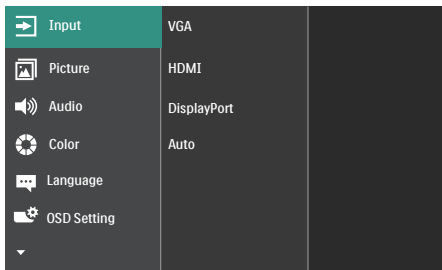 Input
VGA
Picture
HDMI
Audio
DisplayPort
Color
Auto
Language
OSD Setting